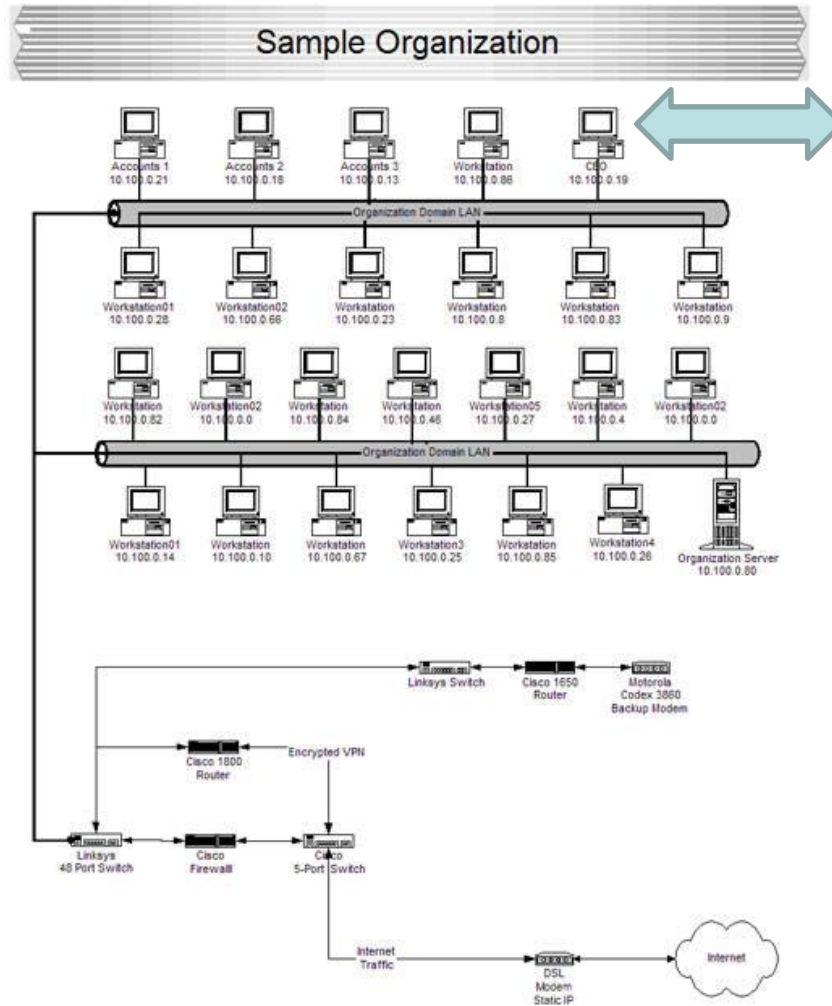 Sample Organization
Accounts 1
10.100.0.21
Accounts 2
10.100.0.18
Accounts 3
10.100.0.13
Workstation
10.100.0.86
CEO
10.100.0.19
Organization Domain LAN
Workstation01
10.100.0.28
Workstation02
10.100.0.66
Workstation
10.100.0.23
Workstation
10.100.0.8
Workstation
10.100.0.83
Workstation
10.100.0.9
Workstation
10.100.0.82
Workstation02
10.100.0.0
Workstation
10.100.0.84
Workstation
10.100.0.46
Workstation05
10.100.0.27
Workstation
10.100.0.4
Workstation02
10.100.0.0
Organization Domain LAN
Workstation01
10.100.0.14
Workstation
10.100.0.10
Workstation
10.100.0.67
Workstation3
10.100.0.25
Workstation
10.100.0.85
Workstation4
10.100.0.26
Organization Server
10.100.0.80
Linksys Switch
Cisco 1650
Router
Motorola
Codex 3860
Backup Modem
Cisco 1800
Router
Encrypted VPN
Linksys
48 Port Switch
Cisco
Firewalll
Cisco
5-Port Switch
Internet
Traffic
DSL
Modem
Static IP
Internet